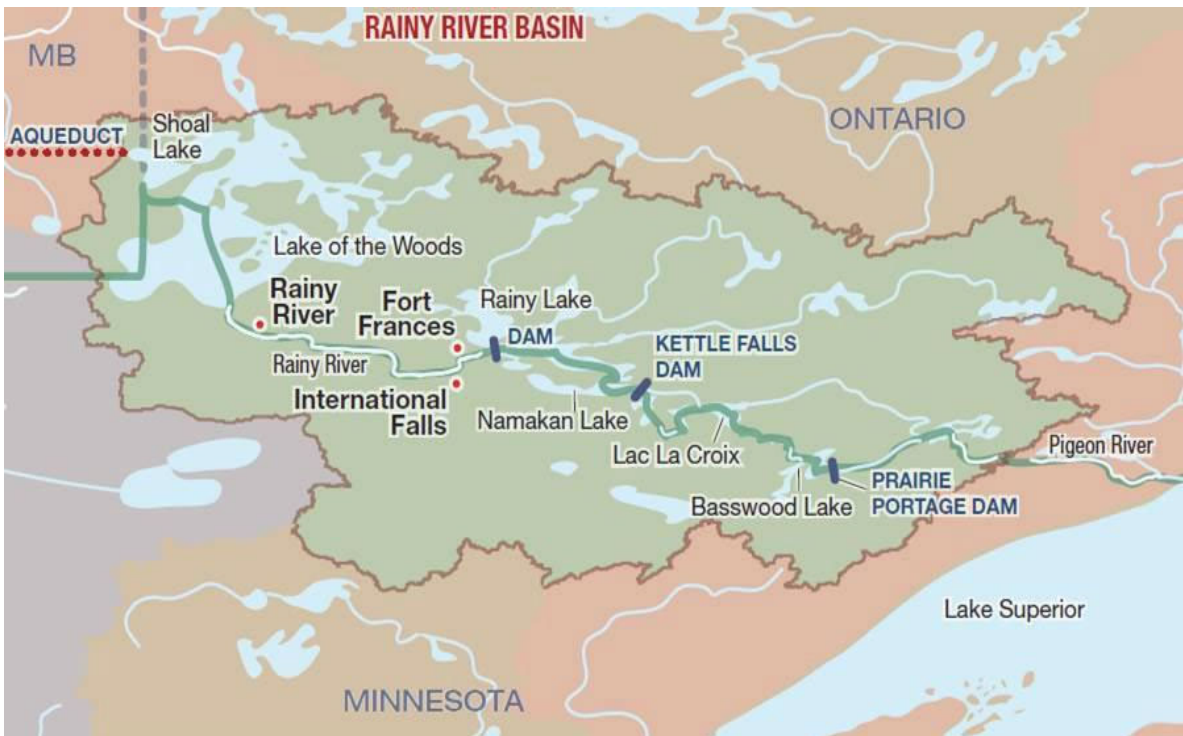 RAINY RIVER BASIN
MB
ONTARIO
AQUEDUCT
Shoal
Lake
Lake of the Woods
Rainy
River
Fort
Frances
Rainy Lake
DAM
KETTLE FALLS
DAM
Rainy River
International
Falls
Namakan Lake
Lac La Croix
Pigeon River
Basswood Lake
PRAIRIE
PORTAGE DAM
Lake Superior
MINNESOTA